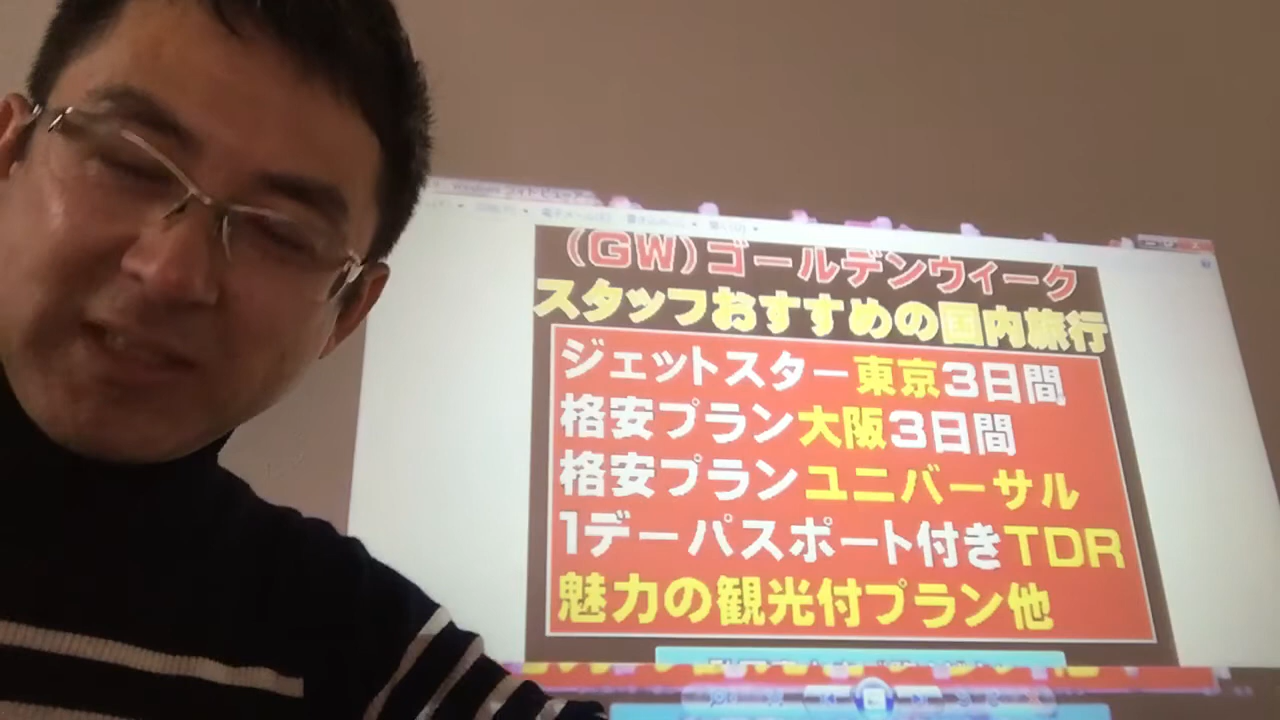 (GW)ゴールデンウィーク
スタッフおすすめの国内旅行
ジェットスター東京3日間
格安プラン大阪3日間
格安プランユニバーサル
1デーパスポート付きTDR
魅力の観光付プラン他